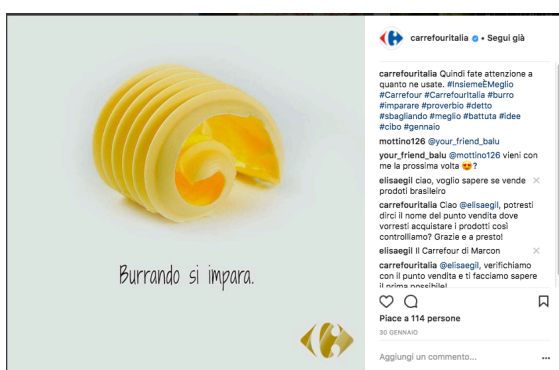 Burrando si impara.
carrefouritalia • Segui già
carrefouritalia Quindi fate attenzione a
quanto ne usate. #InsiemeÈMeglio
#Carrefour #CarrefourItalia #burro
#imparare #proverbio #detto
#sbagliando #meglio #battuta #idee
#cibo #gennaio
mottino126 @your_friend_balu
your_friend_balu @mottino126 vieni con
me la prossima volta 😍?
elisaegil ciao, voglio sapere se vende
prodoti brasileiro
carrefouritalia Ciao @elisaegil, potresti
dirci il nome del punto vendita dove
vorresti acquistare i prodotti così
controlliamo? Grazie e a presto!
elisaegil Il Carrefour di Marcon
carrefouritalia @elisaegil, verifichiamo
con il punto vendita e ti facciamo sapere
il prima possibile!
Piace a 114 persone
30 GENNAIO
Aggiungi un commento...